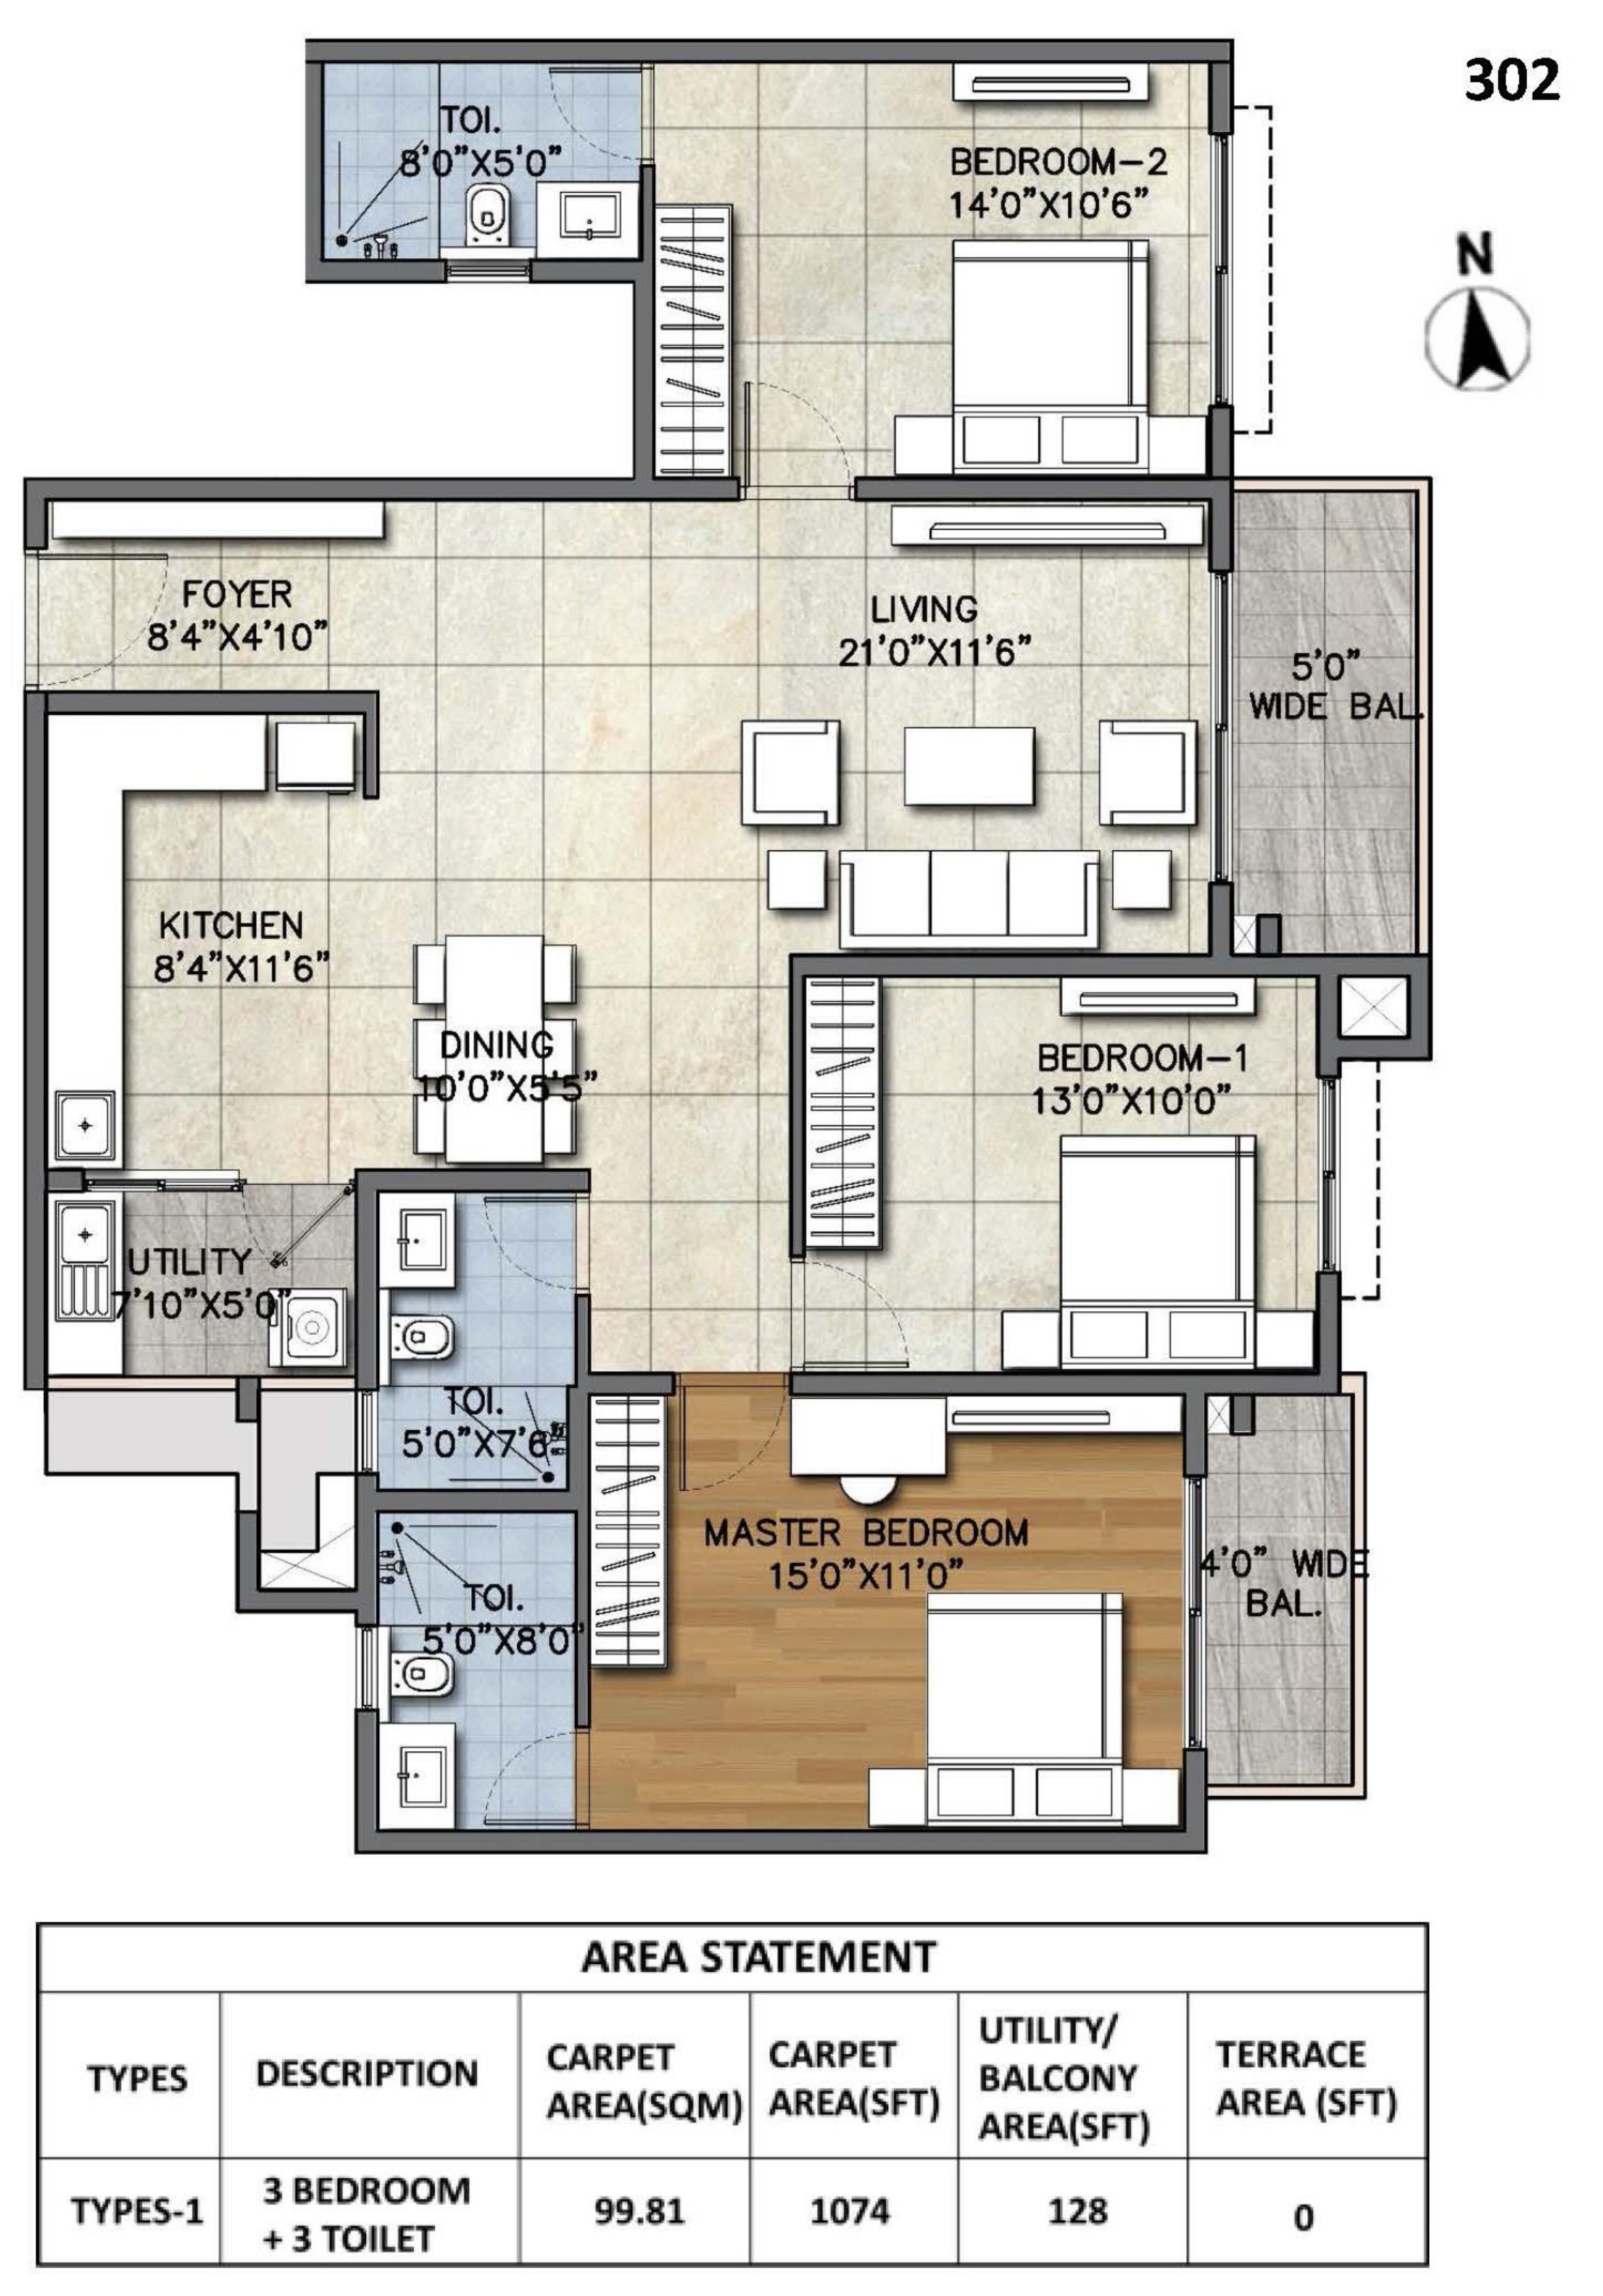 302
N
TOI.
8'0"X5'0"
BEDROOM-2
14'0"X10'6"
FOYER
8'4"X4'10"
LIVING
21'0"X11'6"
5'0"
WIDE BAL.
KITCHEN
8'4"X11'6"
DINING
10'0"X5'5"
BEDROOM-1
13'0"X10'0"
UTILITY
7'10"X5'0"
TOI.
5'0"X7'6"
MASTER BEDROOM
15'0"X11'0"
4'0" WIDE
BAL.
TOI.
5'0"X8'0"
AREA STATEMENT
TYPES
DESCRIPTION
CARPET
AREA(SQM)
CARPET
AREA(SFT)
UTILITY/
BALCONY
AREA(SFT)
TERRACE
AREA (SFT)
TYPES-1
3 BEDROOM
+ 3 TOILET
99.81
1074
128
0